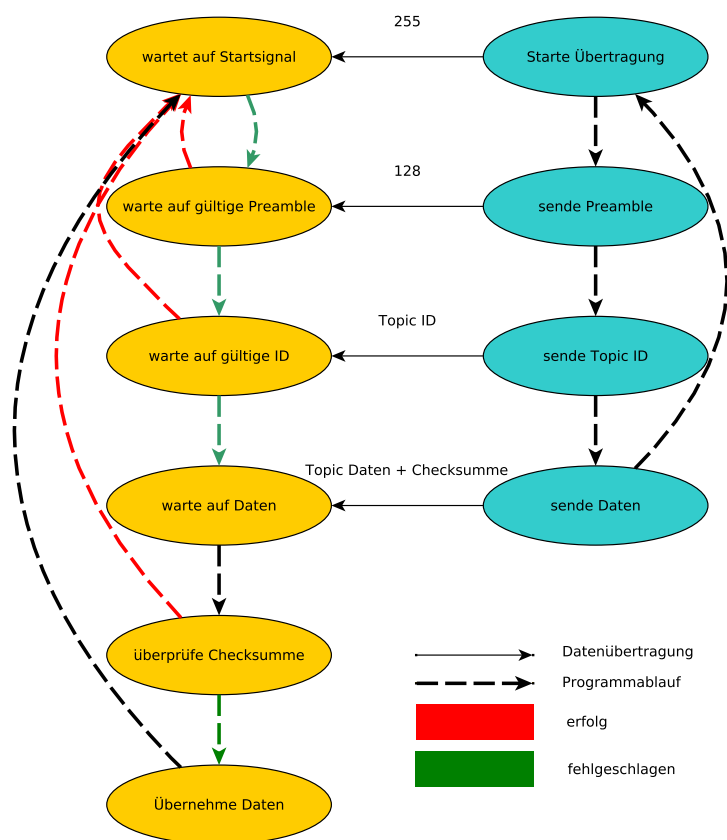 255
wartet auf Startsignal
Starte Übertragung
128
warte auf gültige Preamble
sende Preamble
Topic ID
warte auf gültige ID
sende Topic ID
Topic Daten + Checksumme
warte auf Daten
sende Daten
überprüfe Checksumme
Datenübertragung
Programmablauf
erfolg
fehlgeschlagen
Übernehme Daten